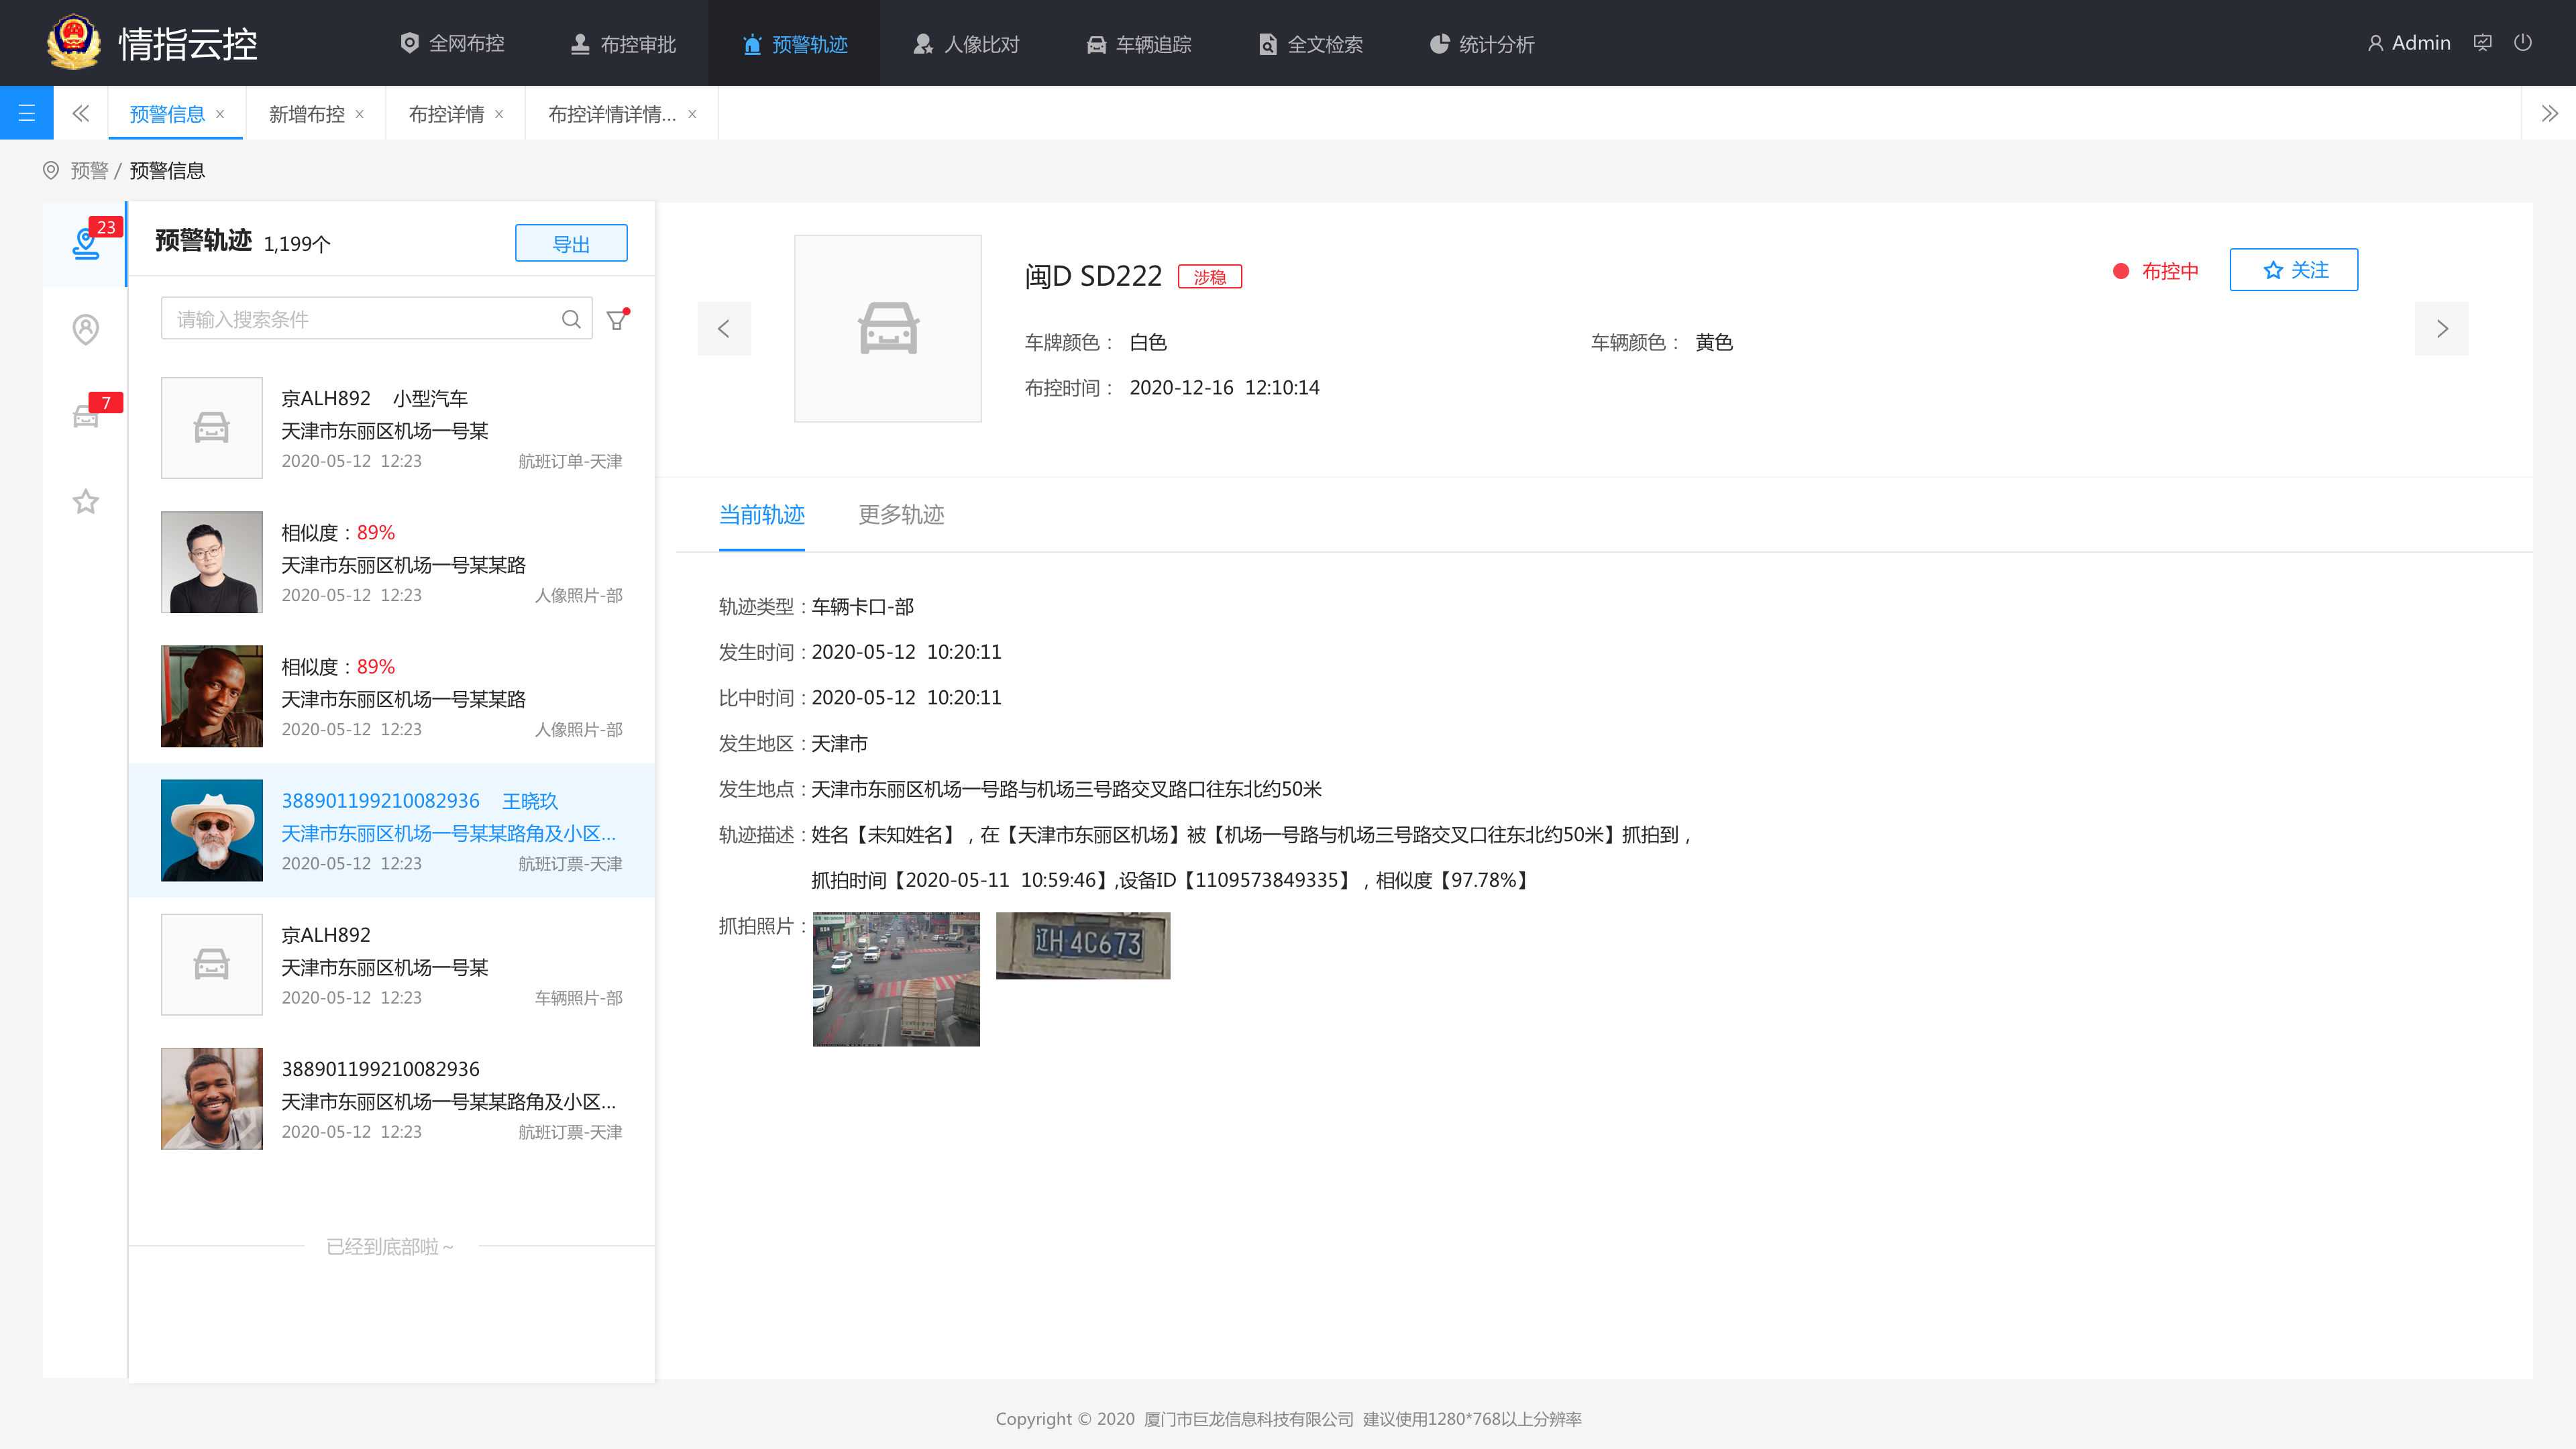 情指云控
全网布控
布控审批
预警轨迹
人像比对
车辆追踪
全文检索
统计分析
Admin
预警信息
新增布控
布控详情
布控详情详情...
预警 / 预警信息
23
7
预警轨迹 1,199个
导出
请输入搜索条件
京ALH892 小型汽车
天津市东丽区机场一号某
2020-05-12 12:23 航班订单-天津
相似度：89%
天津市东丽区机场一号某某路
2020-05-12 12:23 人像照片-部
相似度：89%
天津市东丽区机场一号某某路
2020-05-12 12:23 人像照片-部
388901199210082936 王晓玖
天津市东丽区机场一号某某路角及小区...
2020-05-12 12:23 航班订票-天津
京ALH892
天津市东丽区机场一号某
2020-05-12 12:23 车辆照片-部
388901199210082936
天津市东丽区机场一号某某路角及小区...
2020-05-12 12:23 航班订票-天津
已经到底部啦～
闽D SD222 涉稳
布控中
关注
车牌颜色： 白色
车辆颜色： 黄色
布控时间： 2020-12-16 12:10:14
当前轨迹
更多轨迹
轨迹类型：车辆卡口-部
发生时间：2020-05-12 10:20:11
比中时间：2020-05-12 10:20:11
发生地区：天津市
发生地点：天津市东丽区机场一号路与机场三号路交叉路口往东北约50米
轨迹描述：姓名【未知姓名】，在【天津市东丽区机场】被【机场一号路与机场三号路交叉口往东北约50米】抓拍到，
抓拍时间【2020-05-11 10:59:46】,设备ID【1109573849335】，相似度【97.78%】
抓拍照片：
辽H·4C673
Copyright © 2020 厦门市巨龙信息科技有限公司 建议使用1280*768以上分辨率